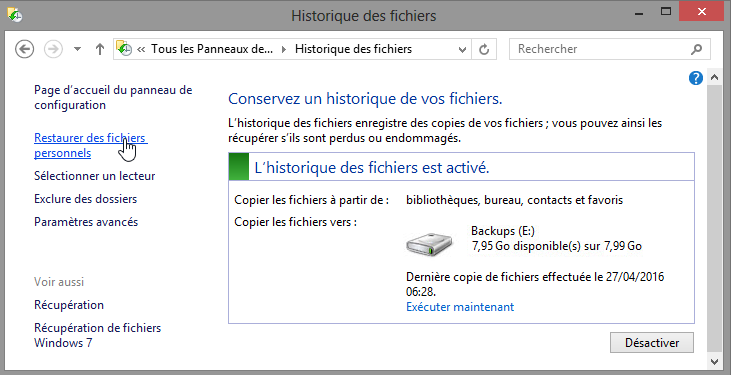 Historique des fichiers
« Tous les Panneaux de... Historique des fichiers
Rechercher
Page d'accueil du panneau de
configuration
Restaurer des fichiers
personnels
Sélectionner un lecteur
Exclure des dossiers
Paramètres avancés
Voir aussi
Récupération
Récupération de fichiers
Windows 7
Conservez un historique de vos fichiers.
L'historique des fichiers enregistre des copies de vos fichiers ; vous pouvez ainsi les
récupérer s'ils sont perdus ou endommagés.
L'historique des fichiers est activé.
Copier les fichiers à partir de : bibliothèques, bureau, contacts et favoris
Copier les fichiers vers :
Backups (E:)
7,95 Go disponible(s) sur 7,99 Go
Dernière copie de fichiers effectuée le 27/04/2016
06:28.
Exécuter maintenant
Désactiver